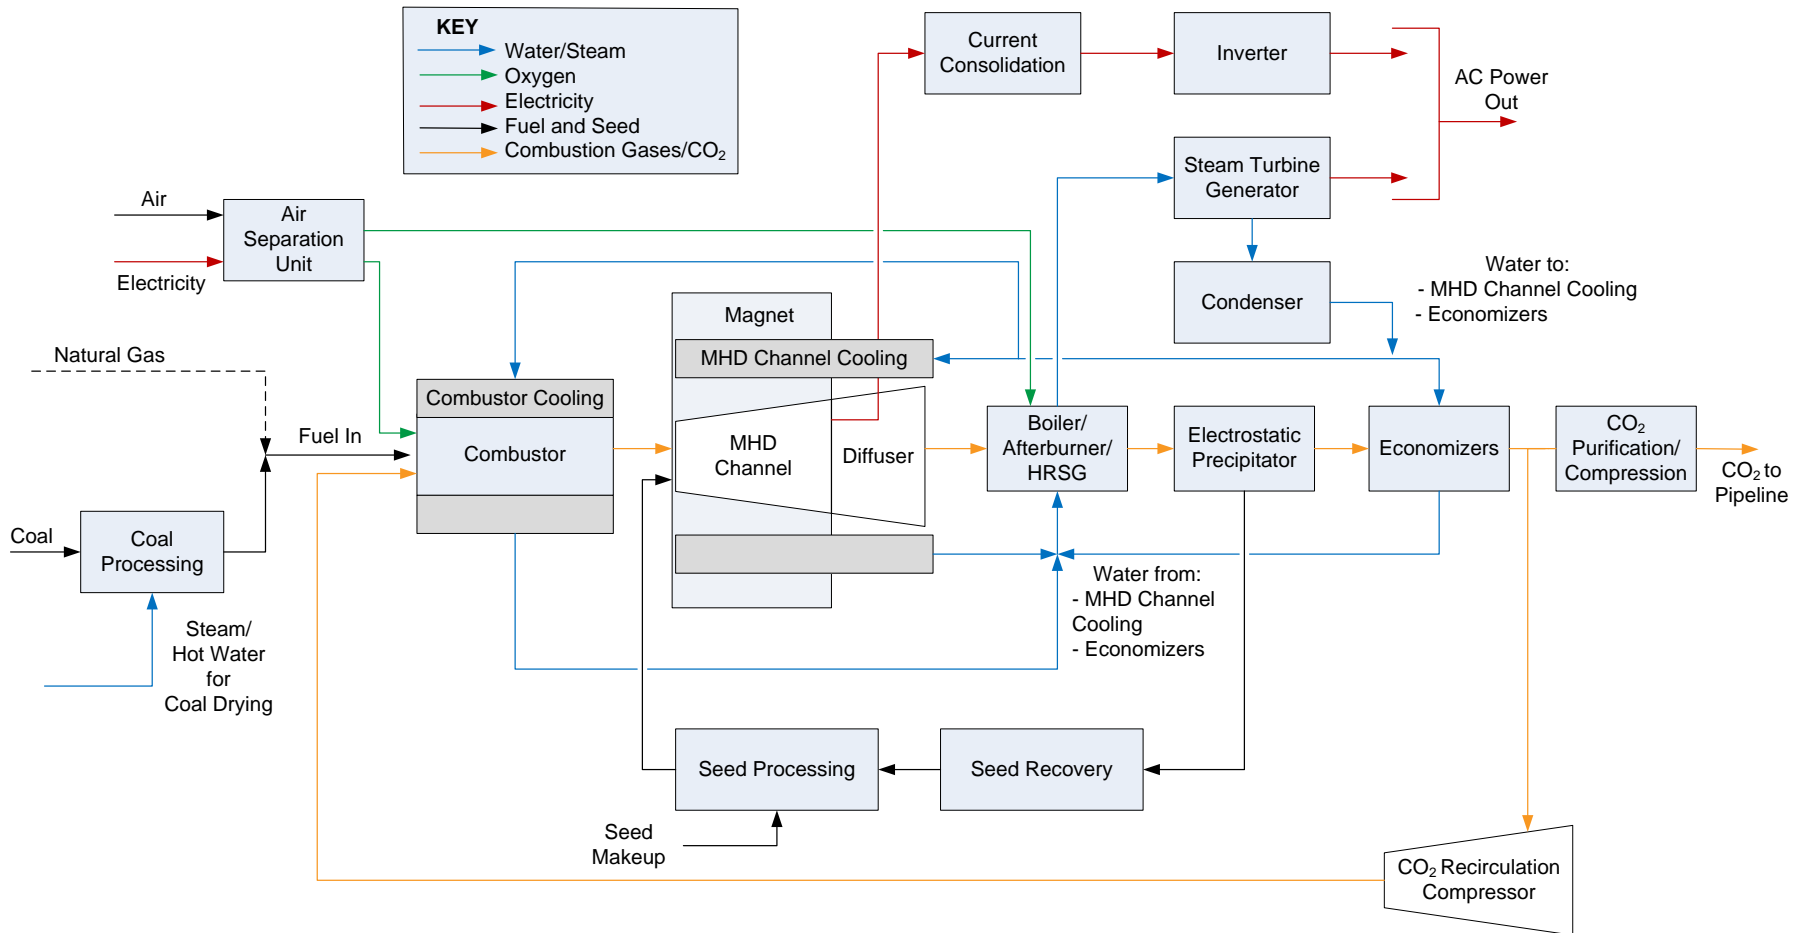 KEY
Water/Steam
Oxygen
Electricity
Fuel and Seed
Combustion Gases/CO₂
Current
Consolidation
Inverter
AC Power
Out
Steam Turbine
Generator
Air
Air
Separation
Unit
Electricity
Condenser
Water to:
- MHD Channel Cooling
- Economizers
Magnet
MHD Channel Cooling
Natural Gas
Combustor Cooling
Fuel In
Combustor
MHD
Channel
Diffuser
Boiler/
Afterburner/
HRSG
Electrostatic
Precipitator
Economizers
CO₂
Purification/
Compression
CO₂ to
Pipeline
Coal
Coal
Processing
Water from:
- MHD Channel
Cooling
- Economizers
Steam/
Hot Water
for
Coal Drying
Seed Processing
Seed Recovery
Seed
Makeup
CO₂ Recirculation
Compressor